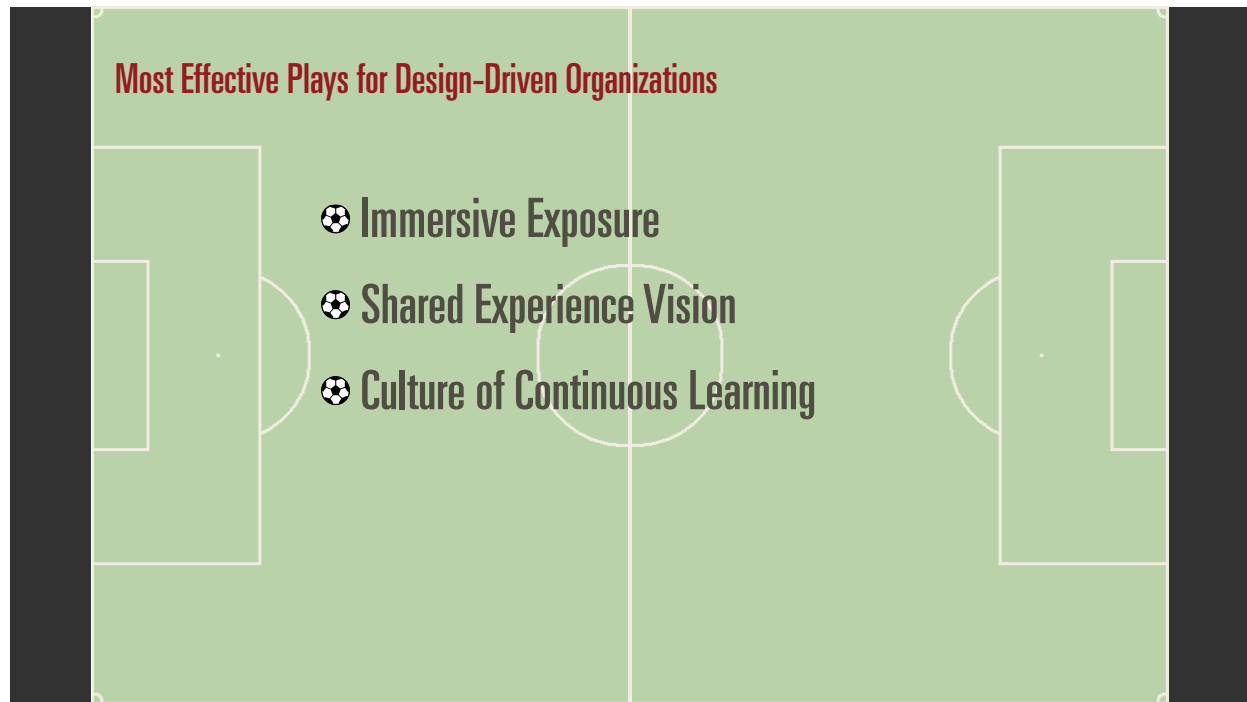 Most Effective Plays for Design-Driven Organizations
Immersive Exposure
Shared Experience Vision
Culture of Continuous Learning